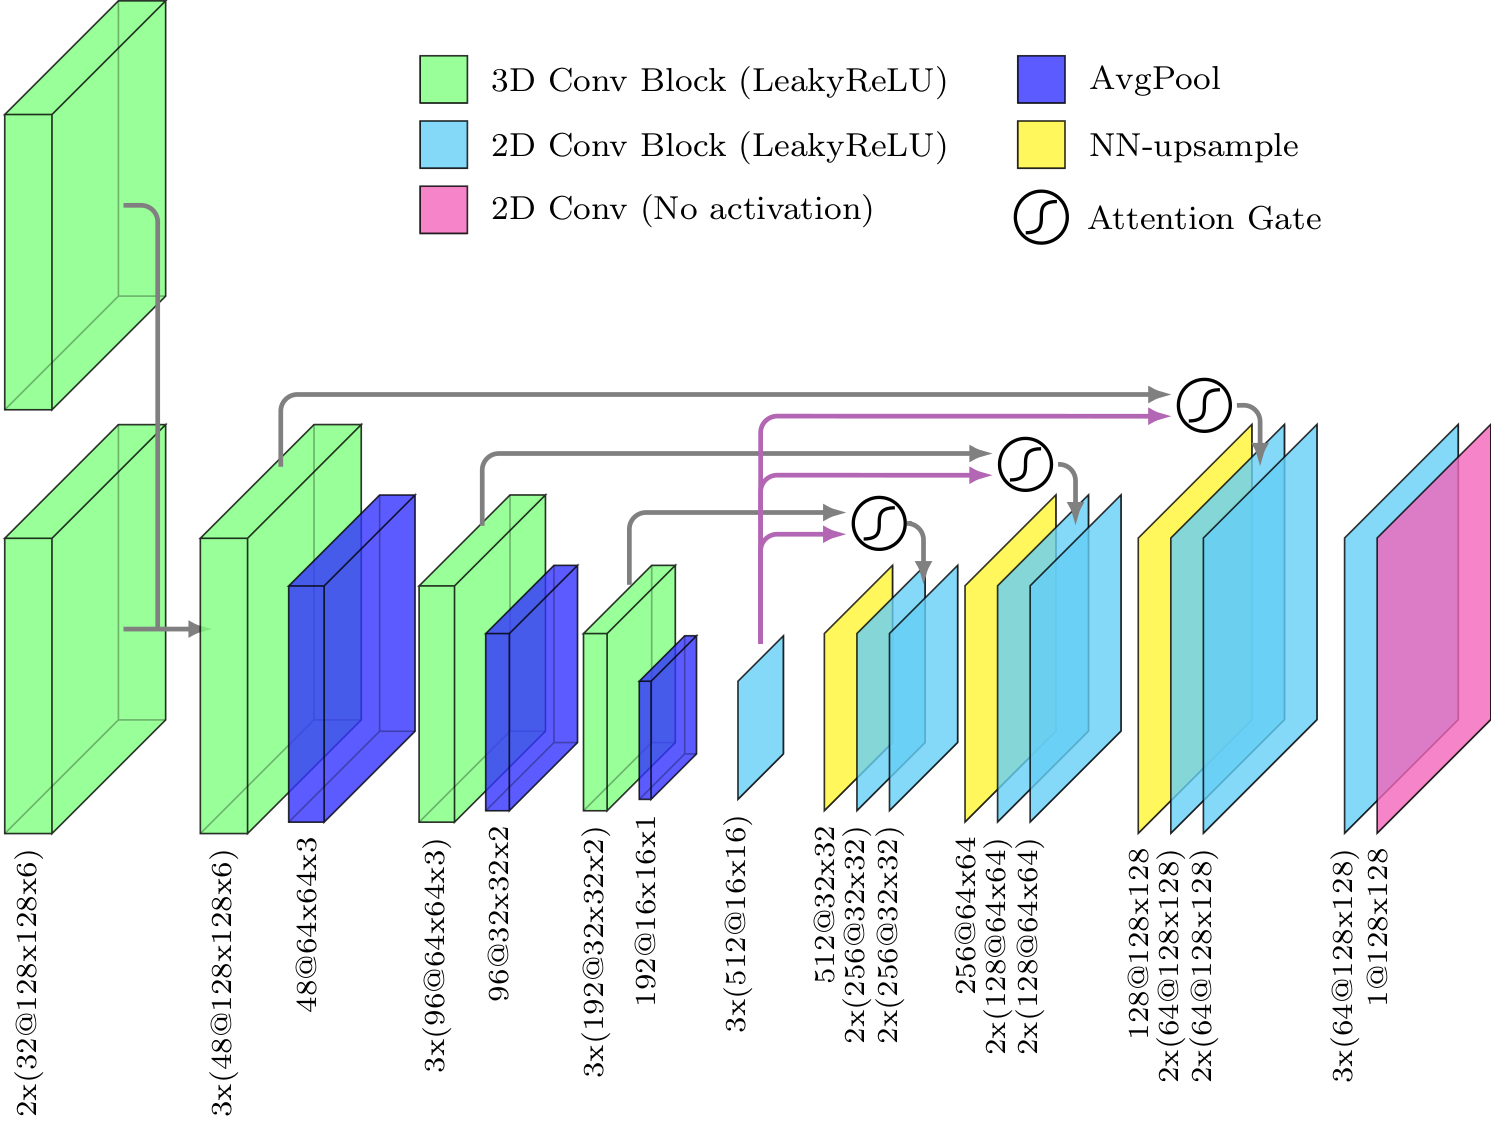 3D Conv Block (LeakyReLU)
2D Conv Block (LeakyReLU)
2D Conv (No activation)
AvgPool
NN-upsample
Attention Gate
2x(32@128x128x6)
3x(48@128x128x6)
48@64x64x3
3x(96@64x64x3)
96@32x32x2
3x(192@32x32x2)
192@16x16x1
3x(512@16x16)
512@32x32
2x(256@32x32)
2x(256@32x32)
256@64x64
2x(128@64x64)
2x(128@64x64)
128@128x128
2x(64@128x128)
2x(64@128x128)
3x(64@128x128)
1@128x128